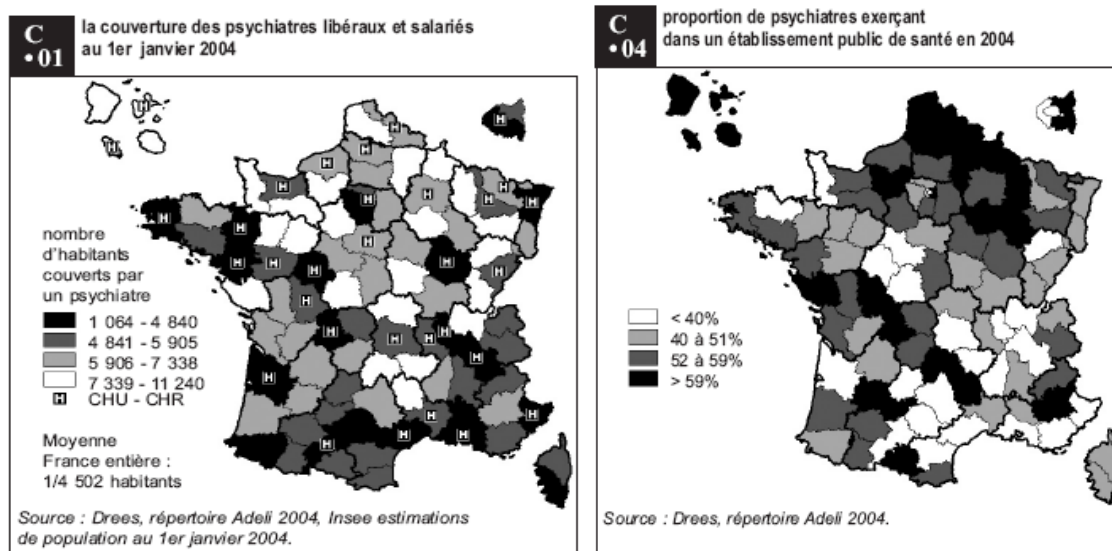 C
• 01
la couverture des psychiatres libéraux et salariés
au 1er janvier 2004
nombre
d'habitants
couverts par
un psychiatre
1 064 - 4 840
4 841 - 5 905
5 906 - 7 338
7 339 - 11 240
H CHU - CHR
Moyenne
France entière :
1/4 502 habitants
Source : Drees, répertoire Adeli 2004, Insee estimations
de population au 1er janvier 2004.
C
• 04
proportion de psychiatres exerçant
dans un établissement public de santé en 2004
< 40%
40 à 51%
52 à 59%
> 59%
Source : Drees, répertoire Adeli 2004.